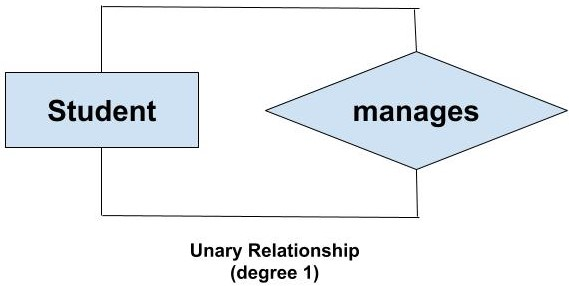 Student
manages
Unary Relationship
(degree 1)